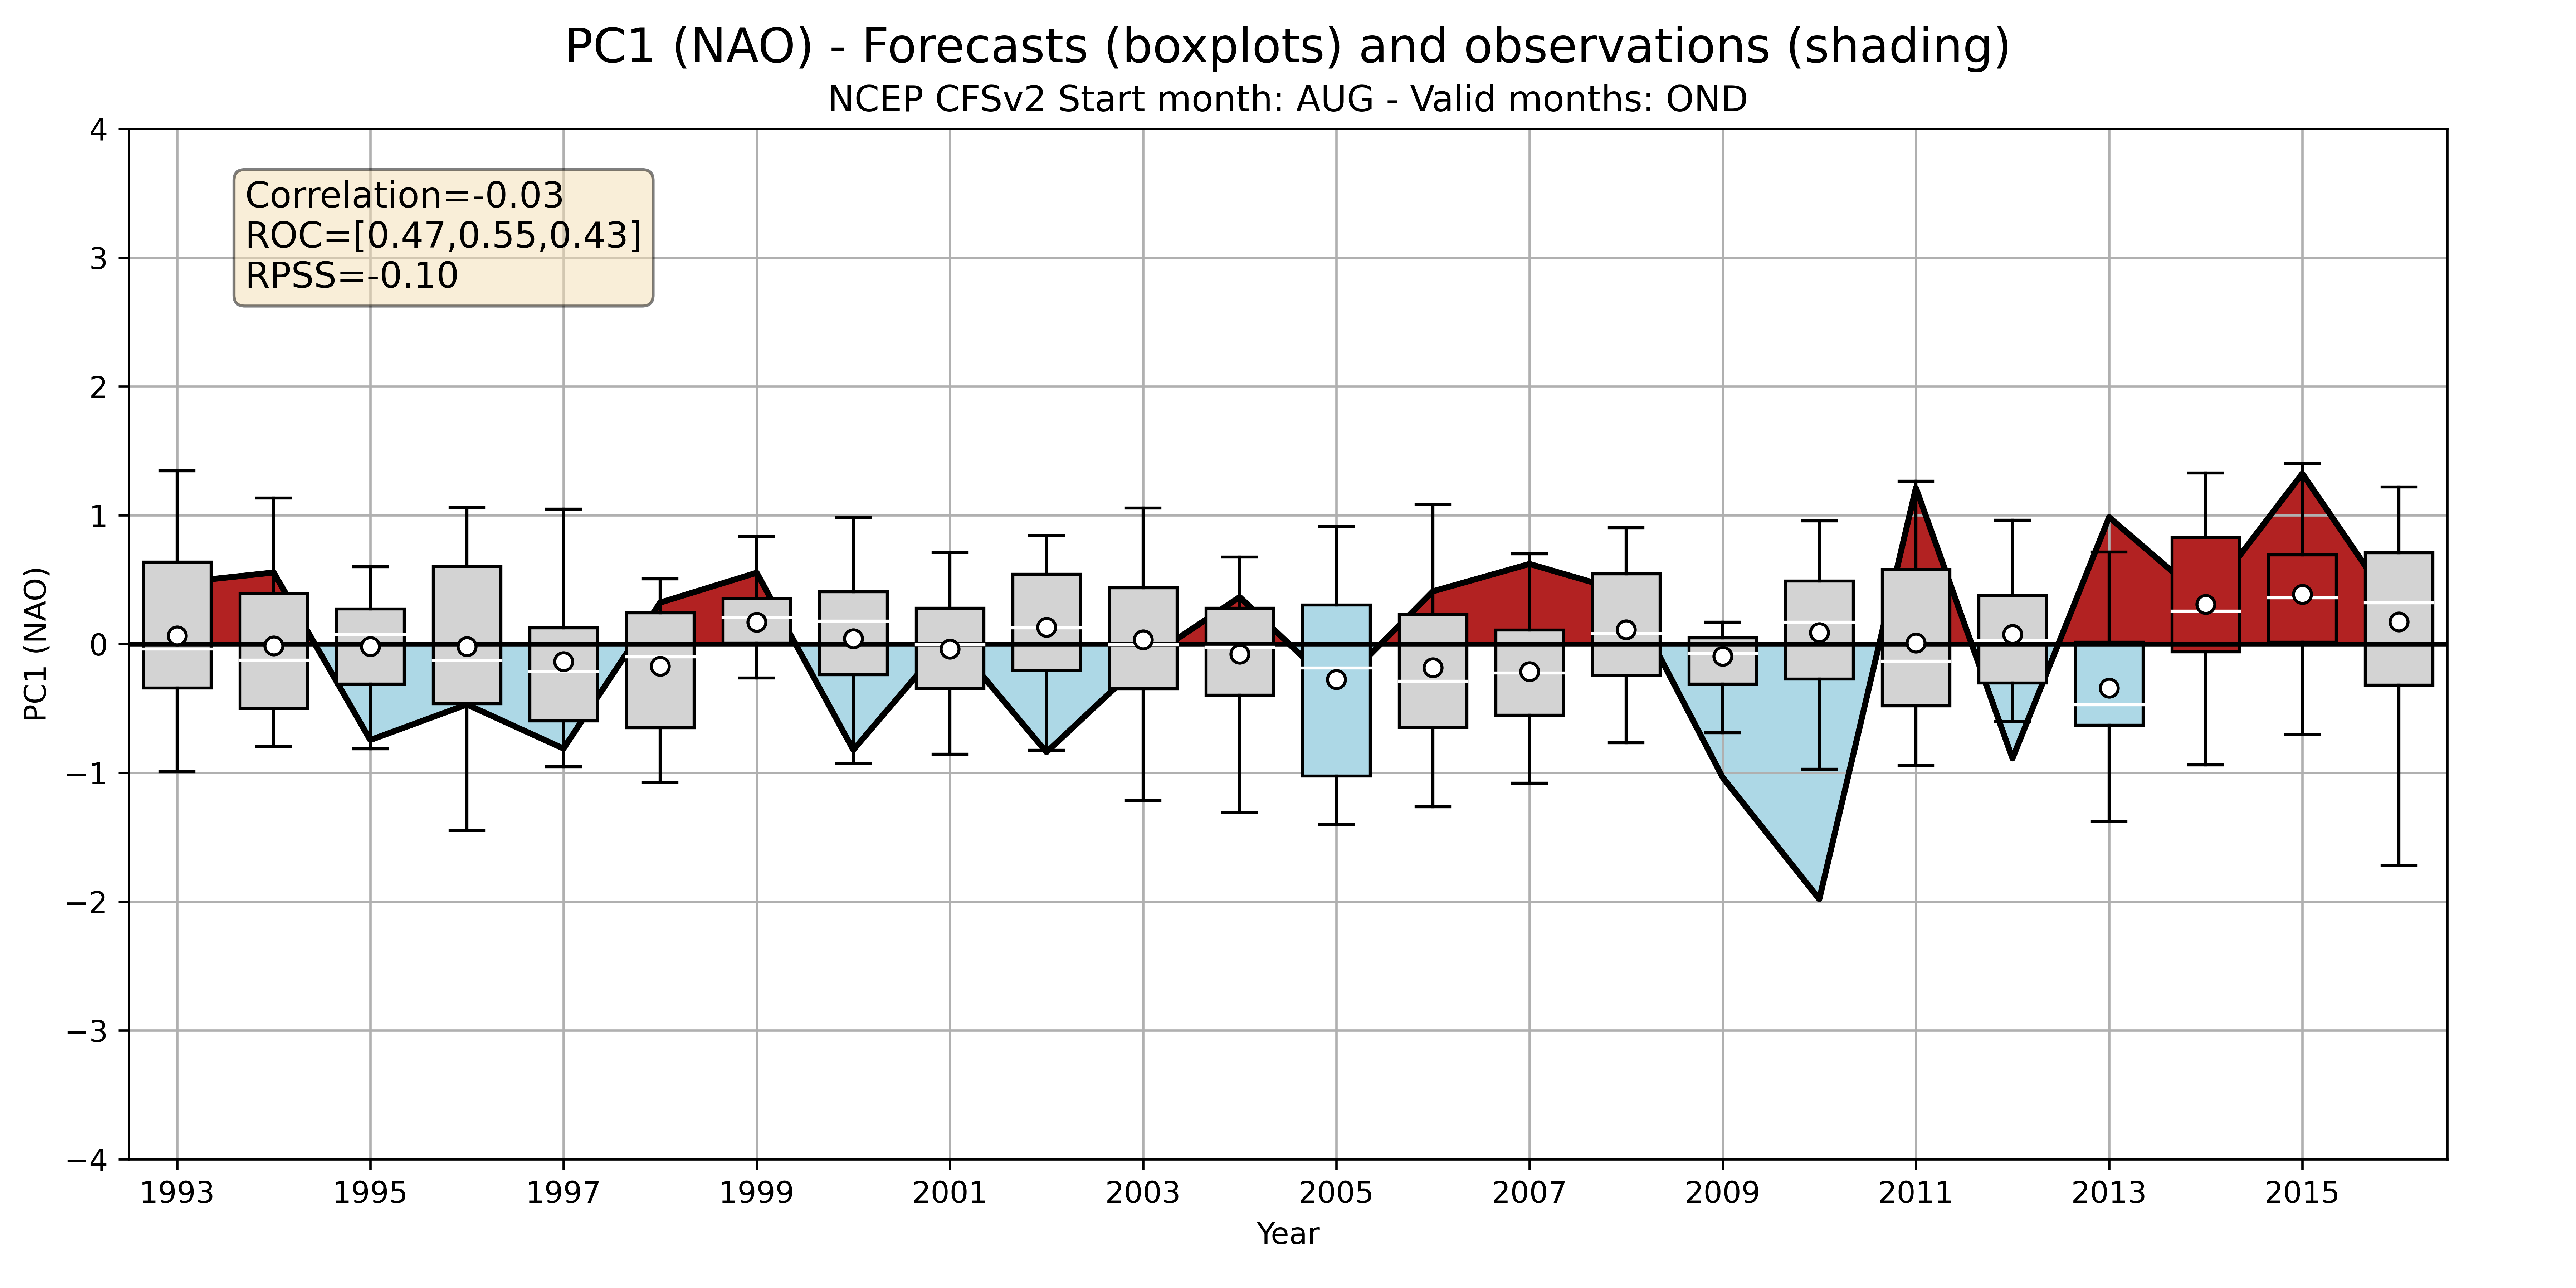 PC1 (NAO) - Forecasts (boxplots) and observations (shading)
NCEP CFSv2 Start month: AUG - Valid months: OND
Correlation=-0.03
ROC=[0.47,0.55,0.43]
RPSS=-0.10
PC1 (NAO)
4
3
2
1
0
−1
−2
−3
−4
1993 1995 1997 1999 2001 2003 2005 2007 2009 2011 2013 2015
Year